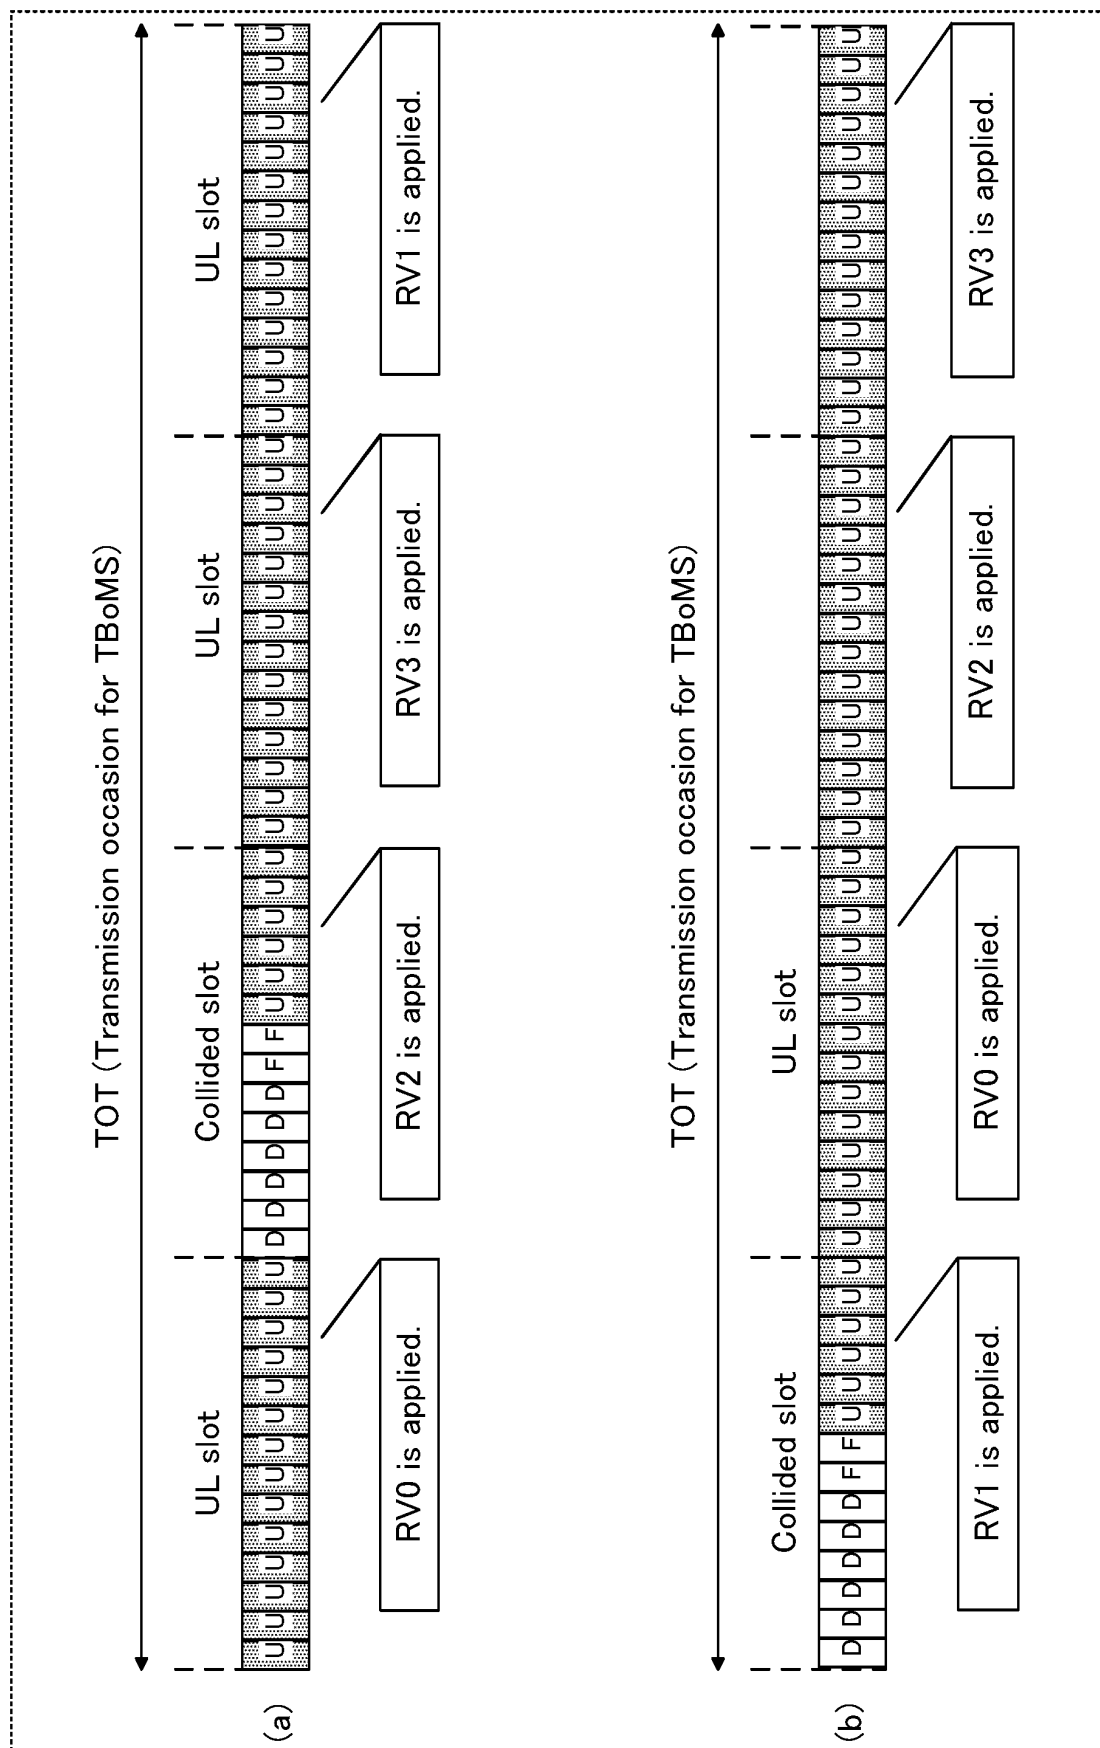 TOT (Transmission occasion for TBoMS)
UL slot Collided slot UL slot UL slot
(a) U U U U U U U U U U U U U U D D D D D D F F U U U U U U U U U U U U U U U U U U U U U U U U U U U U U U U U U U
RV0 is applied. RV2 is applied. RV3 is applied. RV1 is applied.
TOT (Transmission occasion for TBoMS)
Collided slot UL slot
(b) D D D D D D F F U U U U U U U U U U U U U U U U U U U U U U U U U U U U U U U U U U U U U U U U U U U U U U U U
RV1 is applied. RV0 is applied. RV2 is applied. RV3 is applied.